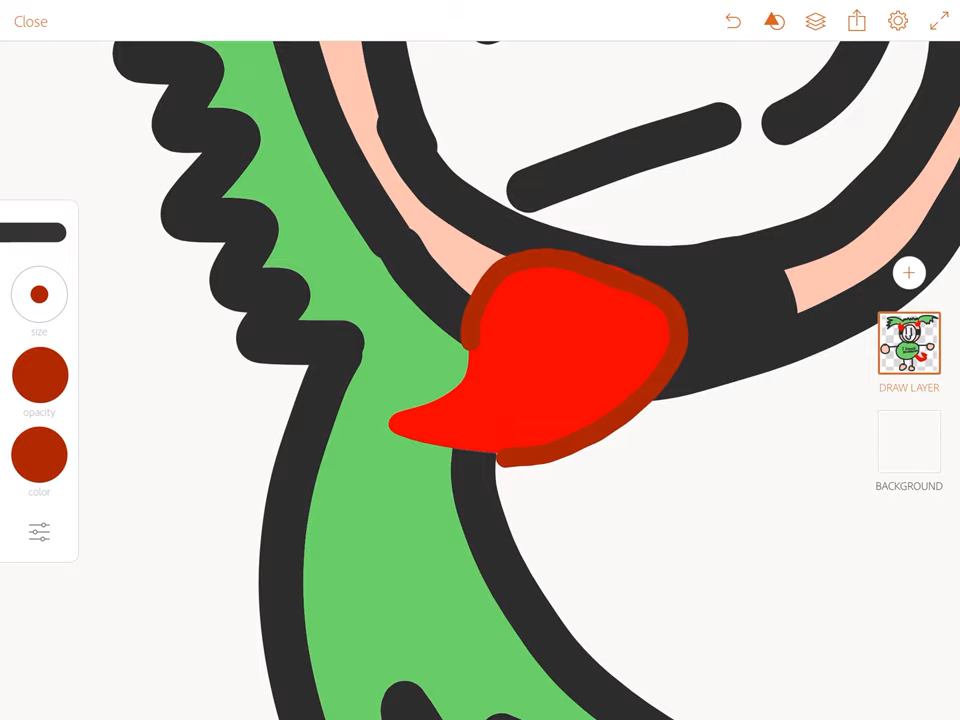 Close
size
opacity
color
DRAW LAYER
BACKGROUND